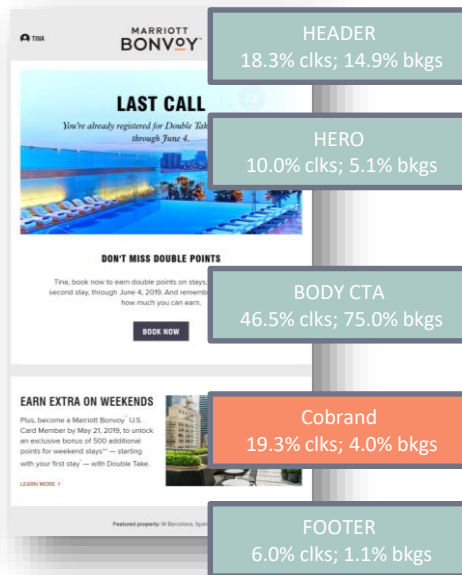 TINA
MARRIOTT
BONVOY
HEADER
18.3% clks; 14.9% bkgs
LAST CALL
You're already registered for Double Take
through June 4.
HERO
10.0% clks; 5.1% bkgs
DON'T MISS DOUBLE POINTS
Tina, book now to earn double points on stays,
second stay, through June 4, 2019. And remember
how much you can earn.
BOOK NOW
BODY CTA
46.5% clks; 75.0% bkgs
EARN EXTRA ON WEEKENDS
Plus, become a Marriott Bonvoy™ U.S.
Card Member by May 21, 2019, to unlock
an exclusive bonus of 500 additional
points for weekend stays** — starting
with your first stay* — with Double Take.
LEARN MORE >
Cobrand
19.3% clks; 4.0% bkgs
Featured property: W Barcelona, Spain
FOOTER
6.0% clks; 1.1% bkgs